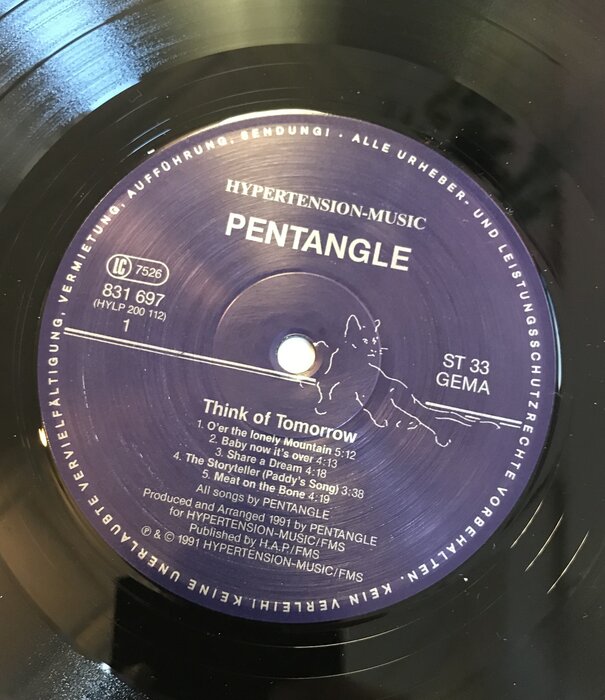 ALLE URHEBER- UND LEISTUNGSSCHUTZRECHTE VORBEHALTEN. KEIN VERLEIH! KEINE UNERLAUBTE VERVIELFÄLTIGUNG, VERMIETUNG, AUFFÜHRUNG, SENDUNG! ·
HYPERTENSION-MUSIC
PENTANGLE
LC 7526
831 697
(HYLP 200 112)
1
ST 33
GEMA
Think of Tomorrow
1. O'er the lonely Mountain 5:12
2. Baby now it's over 4:13
3. Share a Dream 4:18
4. The Storyteller (Paddy's Song) 3:38
5. Meat on the Bone 4:19
All songs by PENTANGLE
Produced and Arranged 1991 by PENTANGLE
for HYPERTENSION-MUSIC/FMS
Published by H.A.P./FMS
℗ & © 1991 HYPERTENSION-MUSIC/FMS